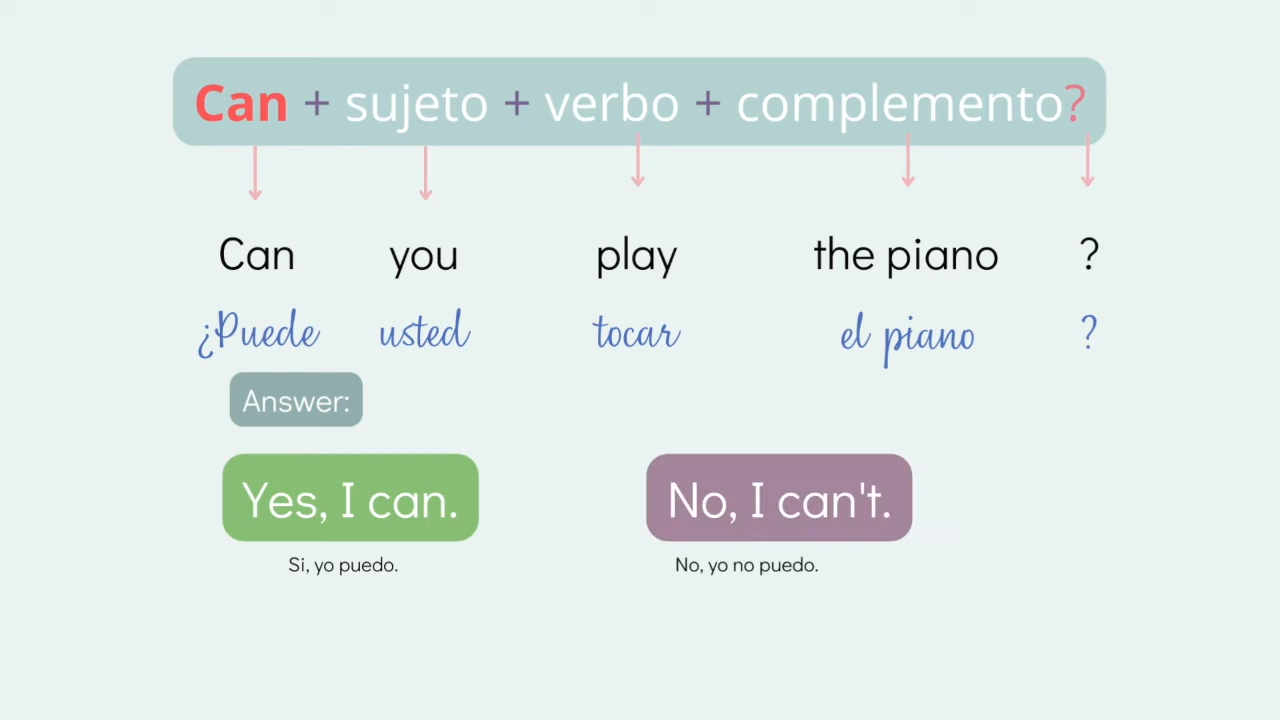 Can + sujeto + verbo + complemento?
Can you play the piano ?
¿Puede usted tocar el piano ?
Answer:
Yes, I can. No, I can't.
Si, yo puedo. No, yo no puedo.